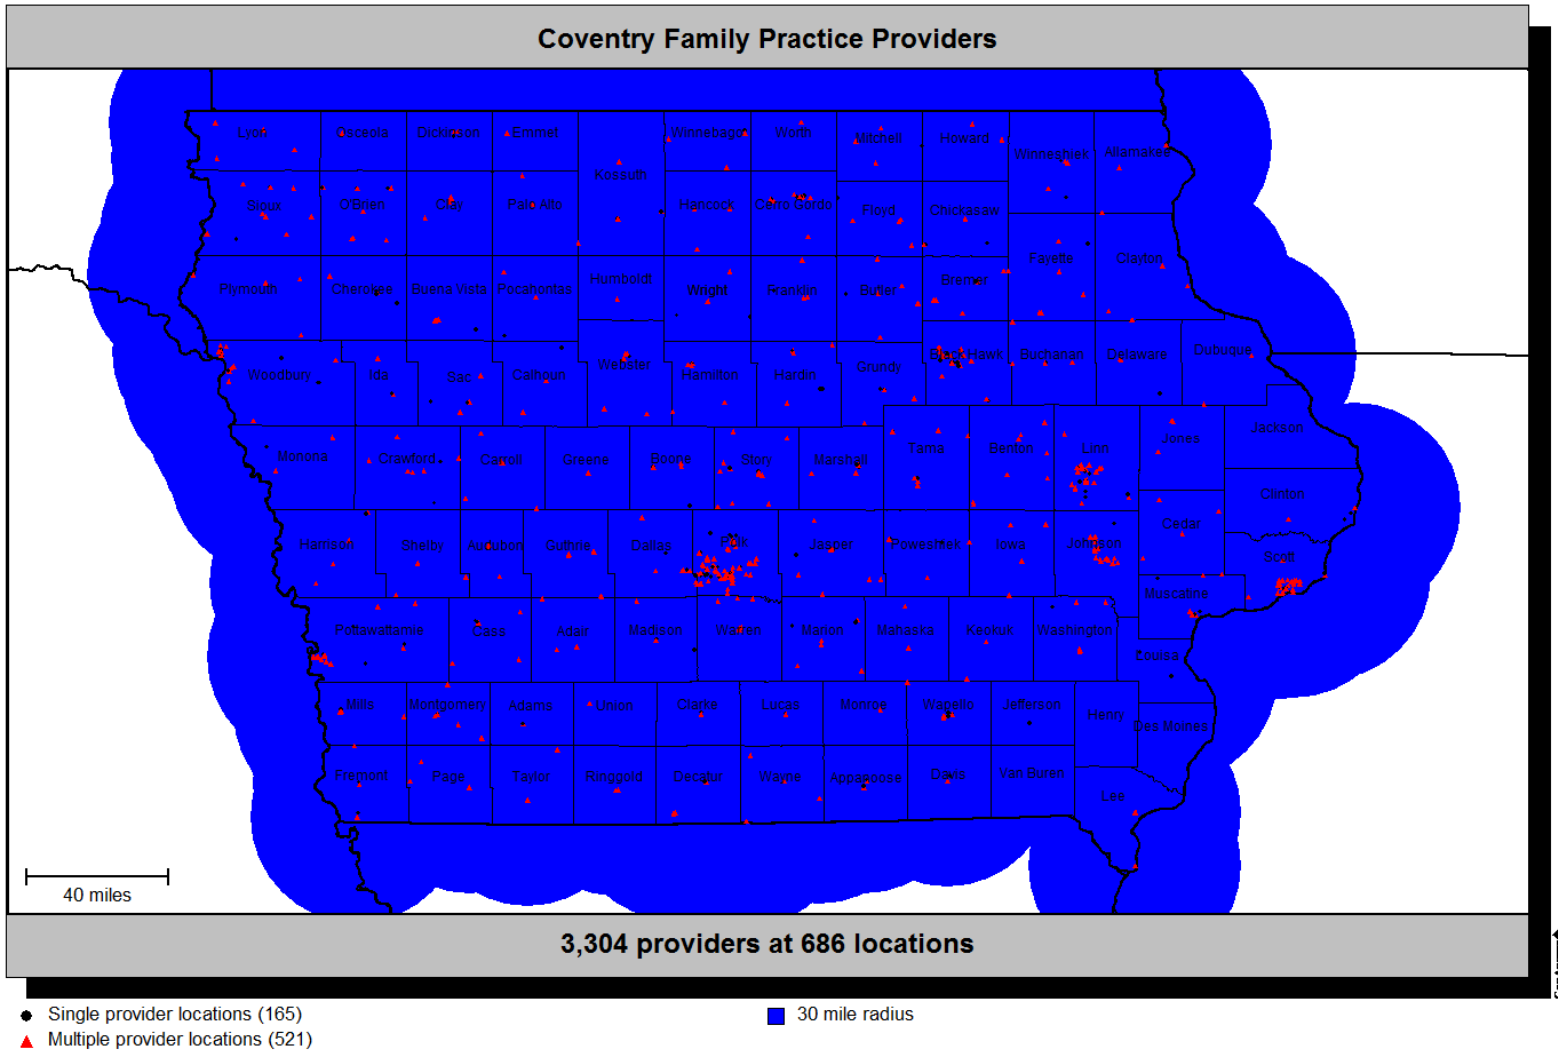 Coventry Family Practice Providers
Lyon Osceola Dickinson Emmet Winnebago Worth Mitchell Howard Winneshiek Allamakee
Kossuth
Sioux O'Brien Clay Palo Alto Hancock Cerro Gordo Floyd Chickasaw
Fayette Clayton
Plymouth Cherokee Buena Vista Pocahontas Humboldt Wright Franklin Butler Bremer
Woodbury Ida Sac Calhoun Webster Hamilton Hardin Grundy Black Hawk Buchanan Delaware Dubuque
Monona Crawford Carroll Greene Boone Story Marshall Tama Benton Linn Jones Jackson
Clinton
Harrison Shelby Audubon Guthrie Dallas Polk Jasper Poweshiek Iowa Johnson Cedar
Scott
Muscatine
Pottawattamie Cass Adair Madison Warren Marion Mahaska Keokuk Washington
Louisa
Mills Montgomery Adams Union Clarke Lucas Monroe Wapello Jefferson Henry Des Moines
Fremont Page Taylor Ringgold Decatur Wayne Appanoose Davis Van Buren
Lee
40 miles
3,304 providers at 686 locations
Single provider locations (165)
Multiple provider locations (521)
30 mile radius